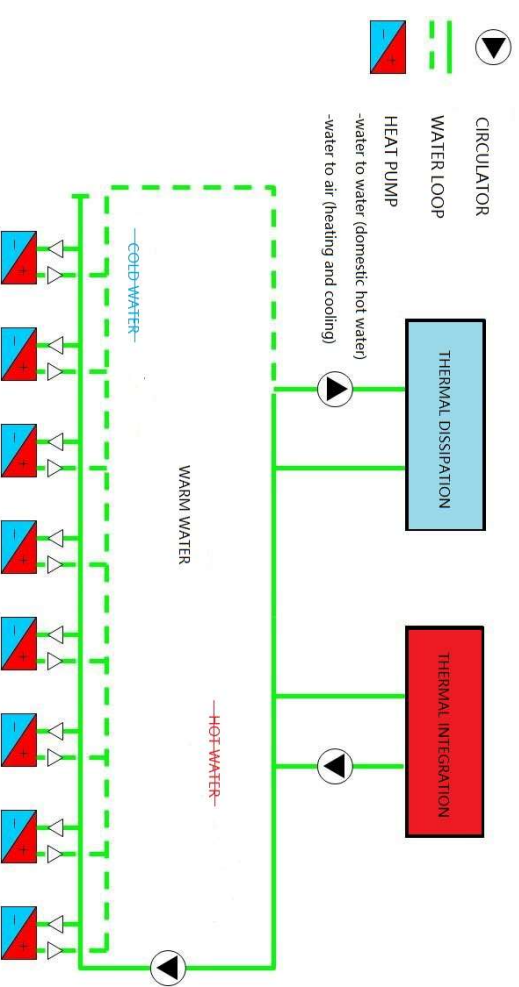 CIRCULATOR
WATER LOOP
HEAT PUMP
-water to water (domestic hot water)
-water to air (heating and cooling)
THERMAL DISSIPATION
THERMAL INTEGRATION
HOT WATER
WARM WATER
COLD WATER